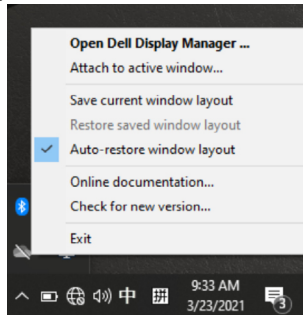 Open Dell Display Manager ...
Attach to active window...
Save current window layout
Restore saved window layout
Auto-restore window layout
Online documentation...
Check for new version...
Exit
中 拼 9:33 AM
3/23/2021
3